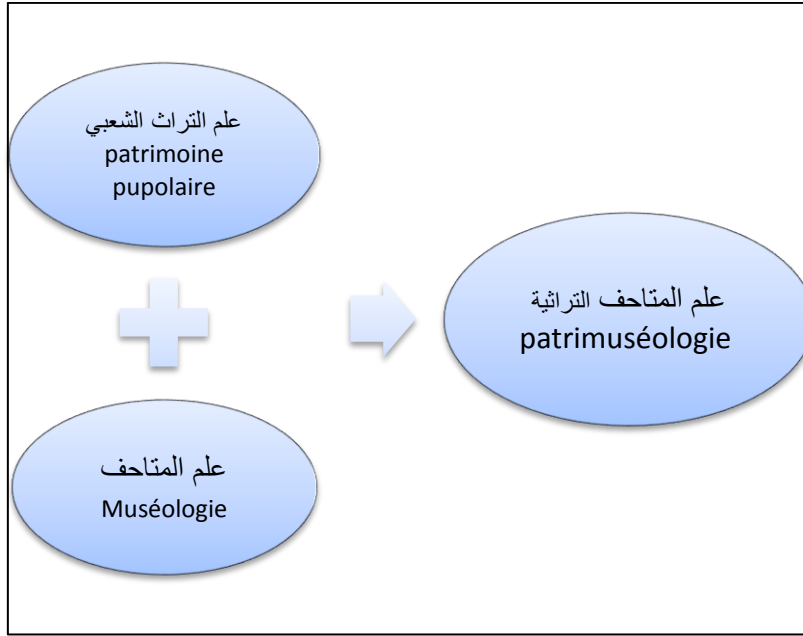 علم التراث الشعبي
patrimoine
pupolaire
علم المتاحف
Muséologie
علم المتاحف التراثية
patrimuséologie